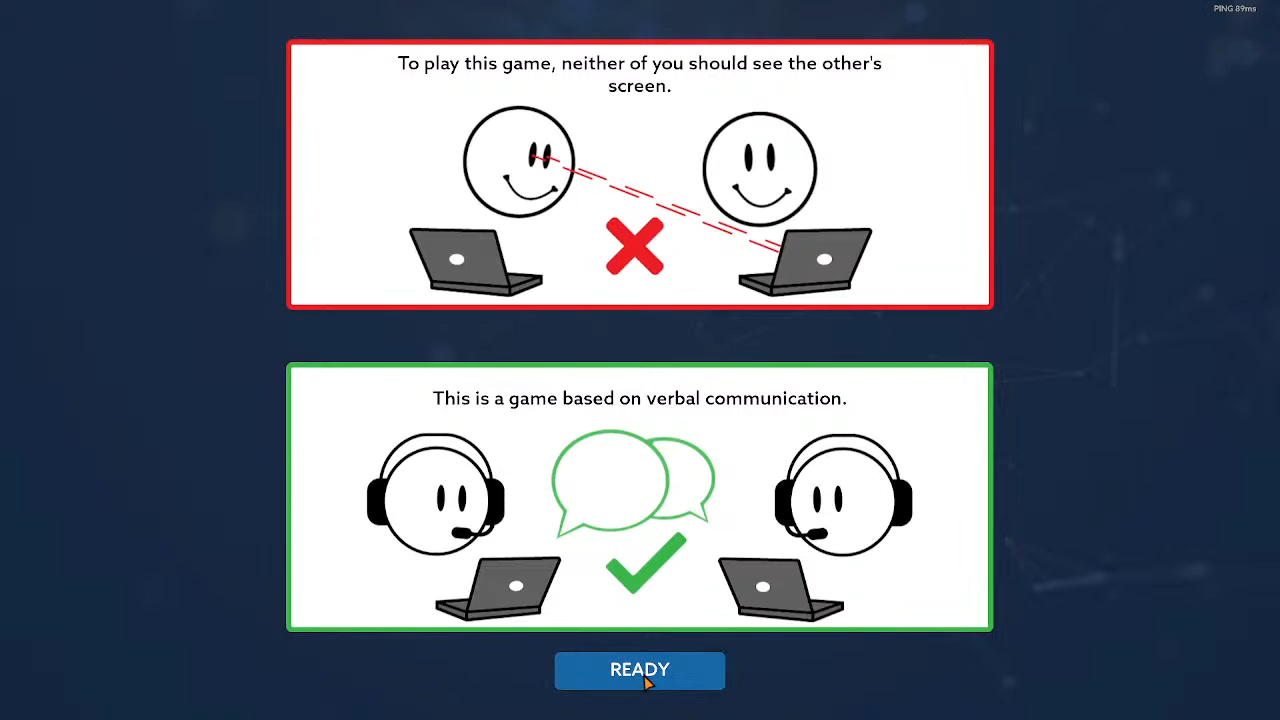 PING 89ms
To play this game, neither of you should see the other's
screen.
This is a game based on verbal communication.
READY